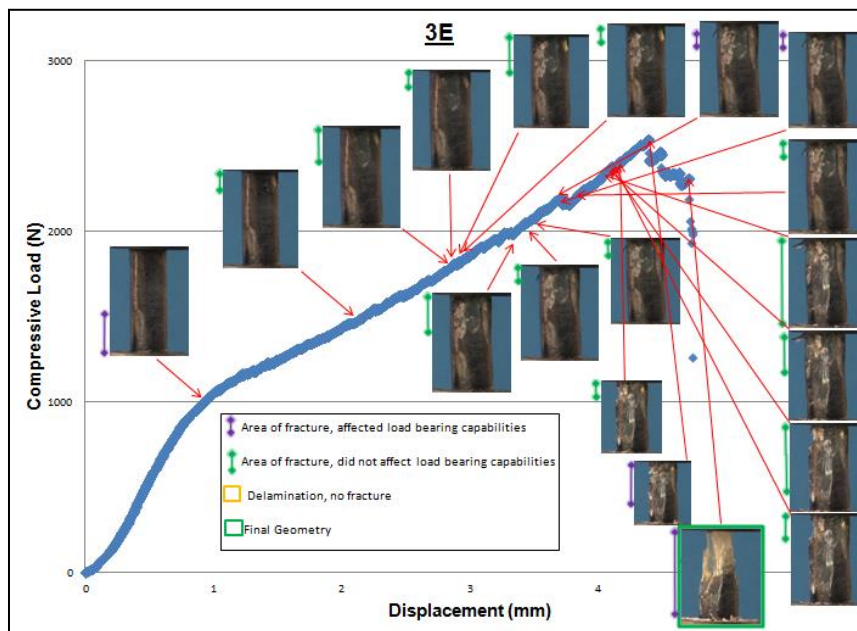 3E
3000
2000
1000
0
0
1
2
3
4
Compressive Load (N)
Displacement (mm)
Area of fracture, affected load bearing capabilities
Area of fracture, did not affect load bearing capabilities
Delamination, no fracture
Final Geometry